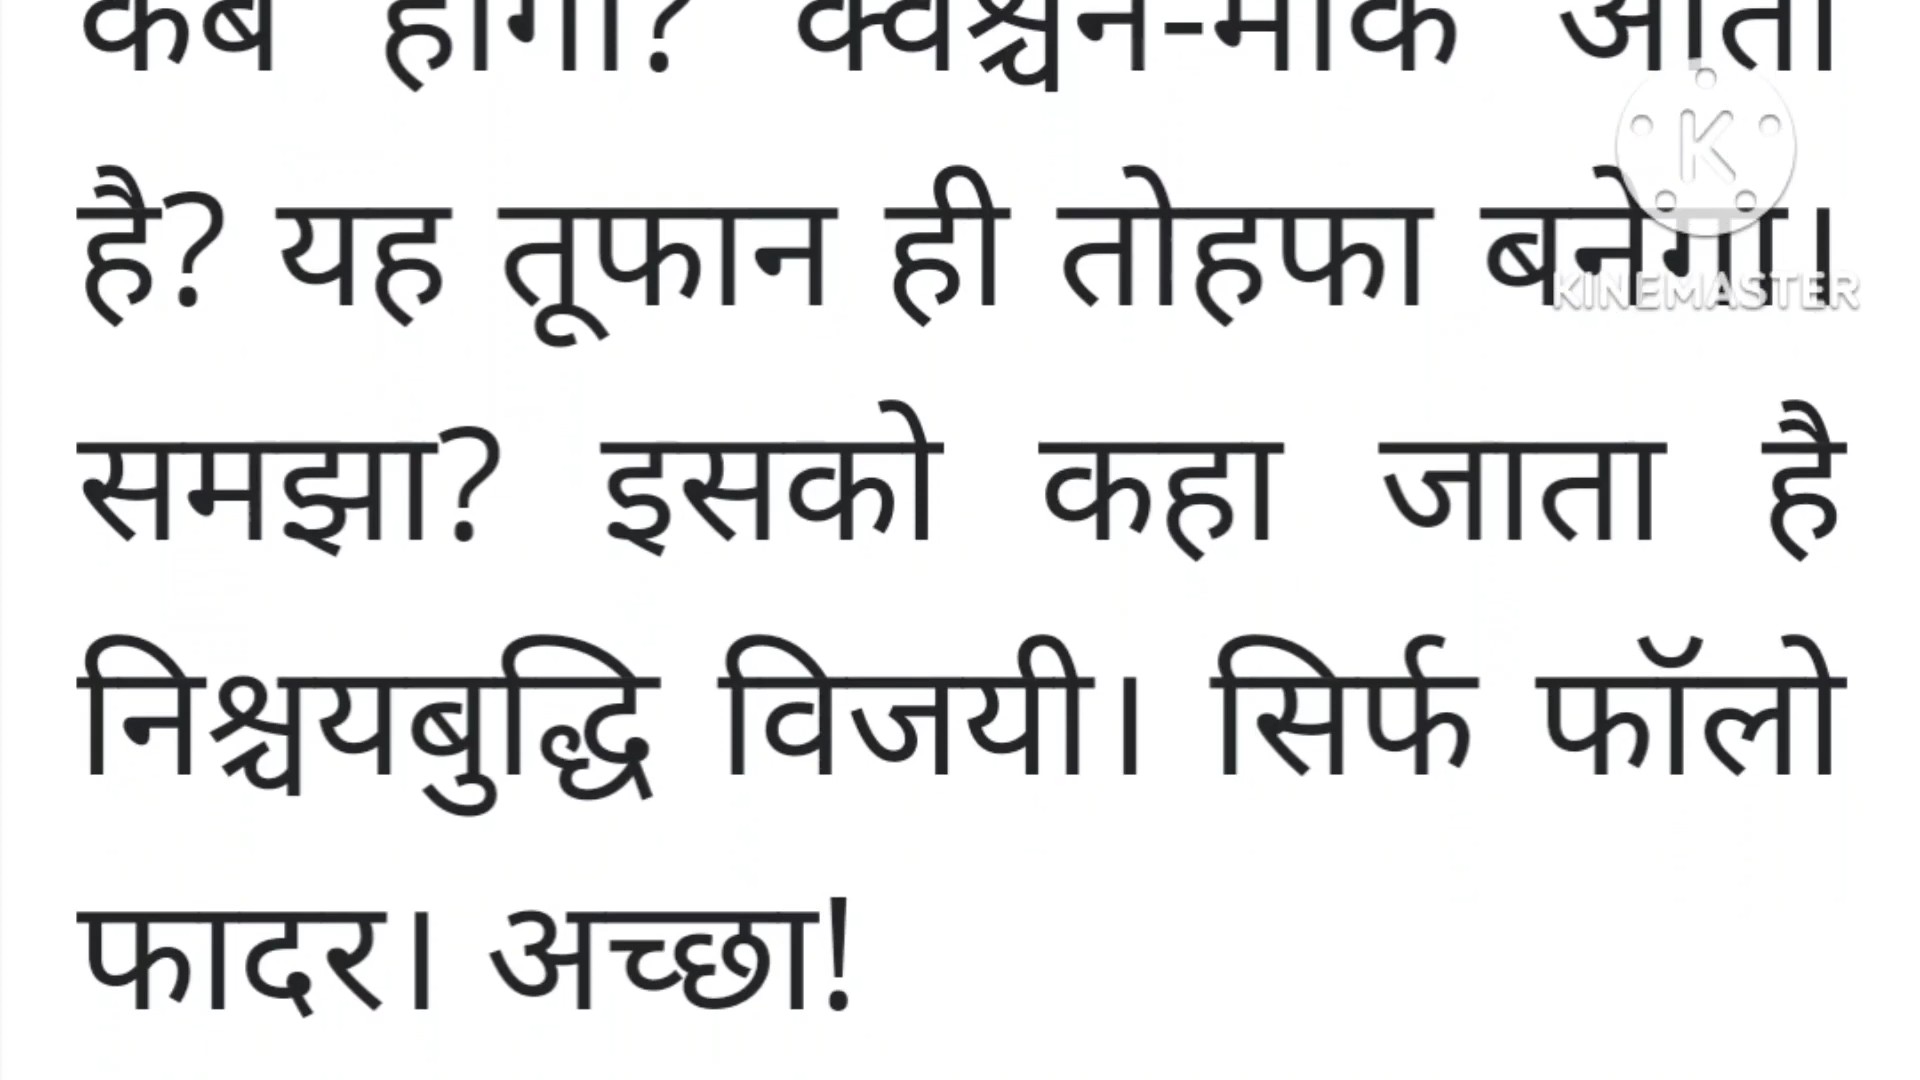 कब होगा? क्वेश्चन-मार्क आता
है? यह तूफान ही तोहफा बनेगा।
समझा? इसको कहा जाता है
निश्चयबुद्धि विजयी। सिर्फ फॉलो
फादर। अच्छा!
K
KINEMASTER